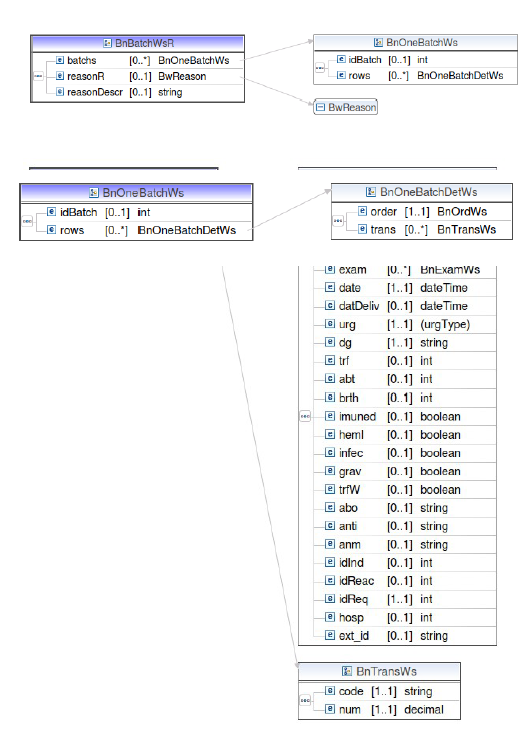 BnBatchWsR
batchs [0..*] BnOneBatchWs
reasonR [0..1] BwReason
reasonDescr [0..1] string
BnOneBatchWs
idBatch [0..1] int
rows [0..*] BnOneBatchDetWs
BwReason
BnOneBatchWs
idBatch [0..1] int
rows [0..*] BnOneBatchDetWs
BnOneBatchDetWs
order [1..1] BnOrdWs
trans [0..*] BnTransWs
exam [0..*] BnExamWs
date [1..1] dateTime
datDeliv [0..1] dateTime
urg [1..1] (urgType)
dg [1..1] string
trf [0..1] int
abt [0..1] int
brth [0..1] int
imuned [0..1] boolean
heml [0..1] boolean
infec [0..1] boolean
grav [0..1] boolean
trfW [0..1] boolean
abo [0..1] string
anti [0..1] string
anm [0..1] string
idInd [0..1] int
idReac [0..1] int
idReq [1..1] int
hosp [0..1] int
ext_id [0..1] string
BnTransWs
code [1..1] string
num [1..1] decimal